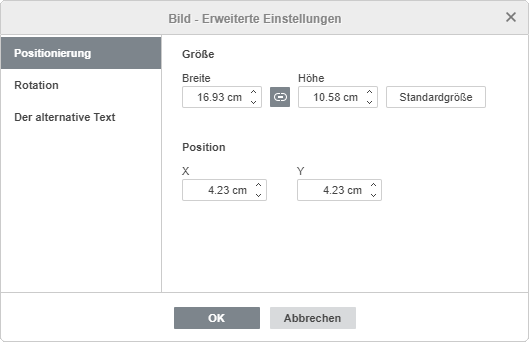 Bild - Erweiterte Einstellungen
Positionierung
Rotation
Der alternative Text
Größe
Breite Höhe
16.93 cm 10.58 cm Standardgröße
Position
X Y
4.23 cm 4.23 cm
OK Abbrechen